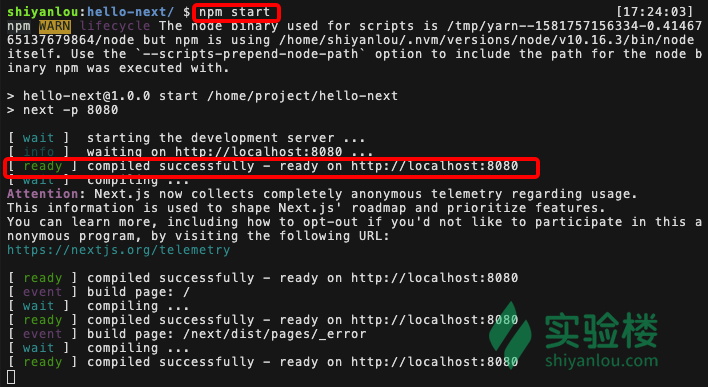 shiyanlou:hello-next/ $ npm start [17:24:03]
npm WARN lifecycle The node binary used for scripts is /tmp/yarn--1581757156334-0.41467
65137679864/node but npm is using /home/shiyanlou/.nvm/versions/node/v10.16.3/bin/node
itself. Use the `--scripts-prepend-node-path` option to include the path for the node b
inary npm was executed with.
> hello-next@1.0.0 start /home/project/hello-next
> next -p 8080
[ wait ] starting the development server ...
[ info ] waiting on http://localhost:8080 ...
[ ready ] compiled successfully - ready on http://localhost:8080
[ wait ] compiling ...
Attention: Next.js now collects completely anonymous telemetry regarding usage.
This information is used to shape Next.js' roadmap and prioritize features.
You can learn more, including how to opt-out if you'd not like to participate in this a
nonymous program, by visiting the following URL:
https://nextjs.org/telemetry
[ ready ] compiled successfully - ready on http://localhost:8080
[ event ] build page: /
[ wait ] compiling ...
[ ready ] compiled successfully - ready on http://localhost:8080
[ event ] build page: /next/dist/pages/_error
[ wait ] compiling ...
[ ready ] compiled successfully - ready on http://localhost:8080
实验楼
shiyanlou.com